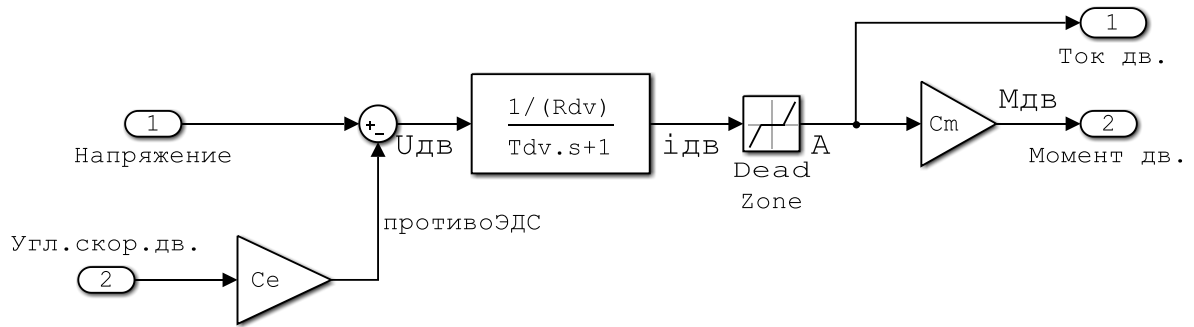 1
Ток дв.
1
Напряжение
+
-
Uдв
1/(Rdv)
Tdv.s+1
iдв
Dead
Zone
A
Cm
Mдв
2
Момент дв.
противоЭДС
Угл.скор.дв.
2
Ce